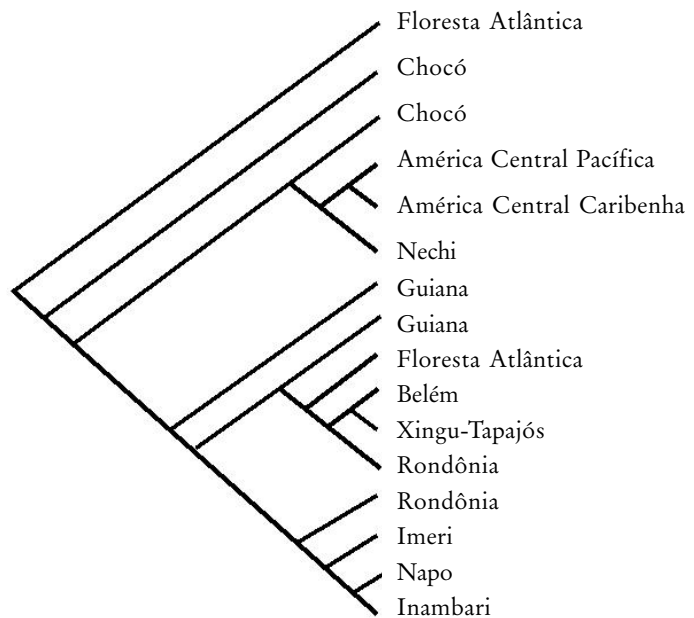 Floresta Atlântica
Chocó
Chocó
América Central Pacífica
América Central Caribenha
Nechi
Guiana
Guiana
Floresta Atlântica
Belém
Xingu-Tapajós
Rondônia
Rondônia
Imeri
Napo
Inambari